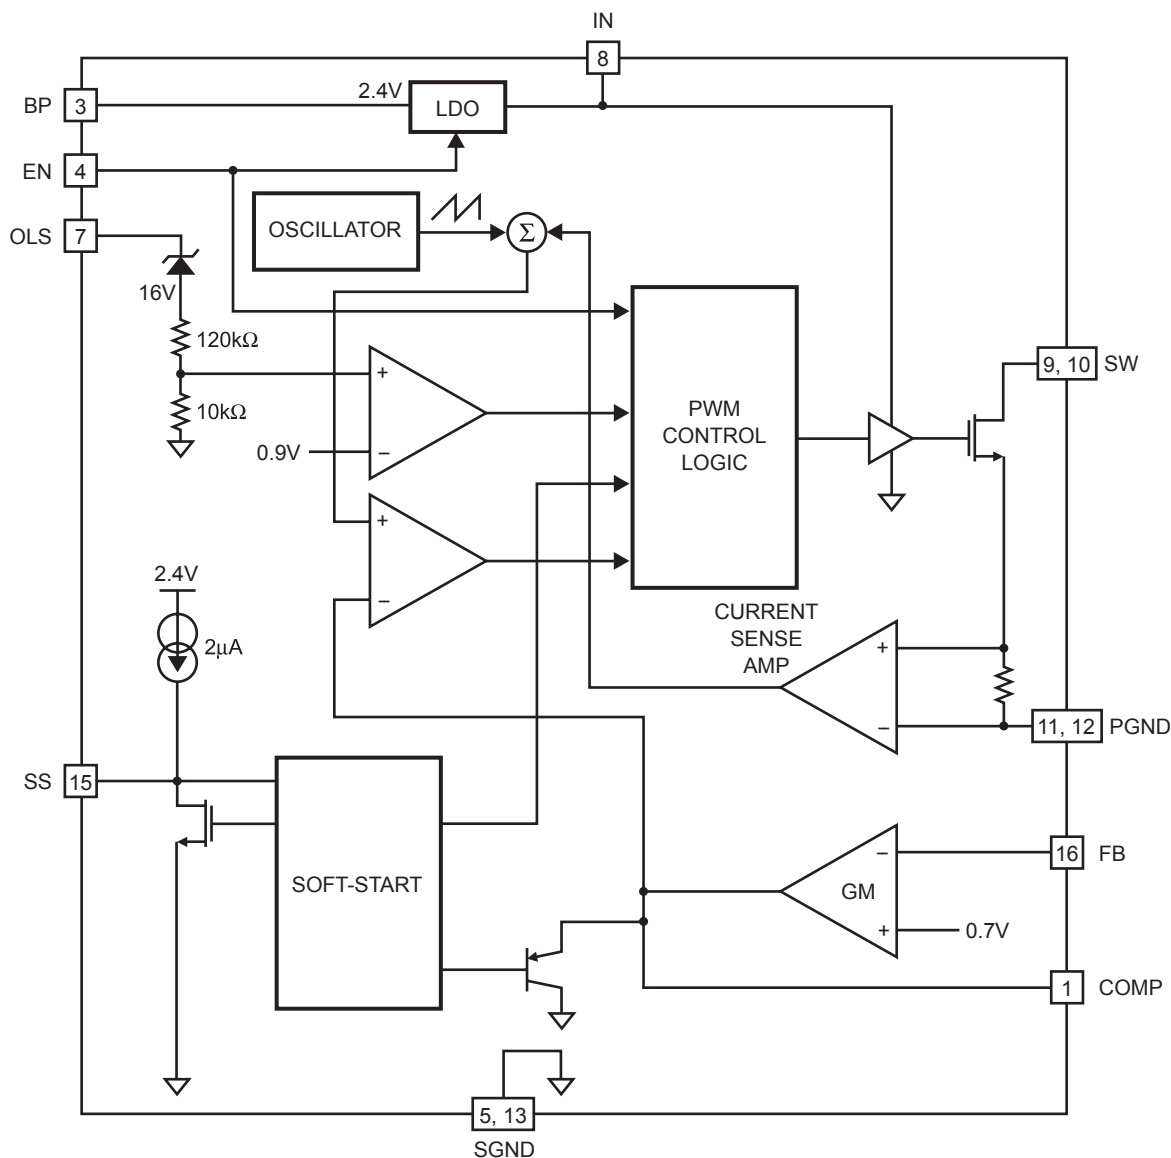 IN
8
BP
3
2.4V
LDO
EN
4
OLS
7
OSCILLATOR
Σ
16V
120kΩ
10kΩ
+
0.9V
–
PWM
CONTROL
LOGIC
9, 10
SW
+
–
2.4V
2µA
CURRENT
SENSE
AMP
+
–
11, 12
PGND
SS
15
SOFT-START
GM
–
+
0.7V
16
FB
1
COMP
5, 13
SGND